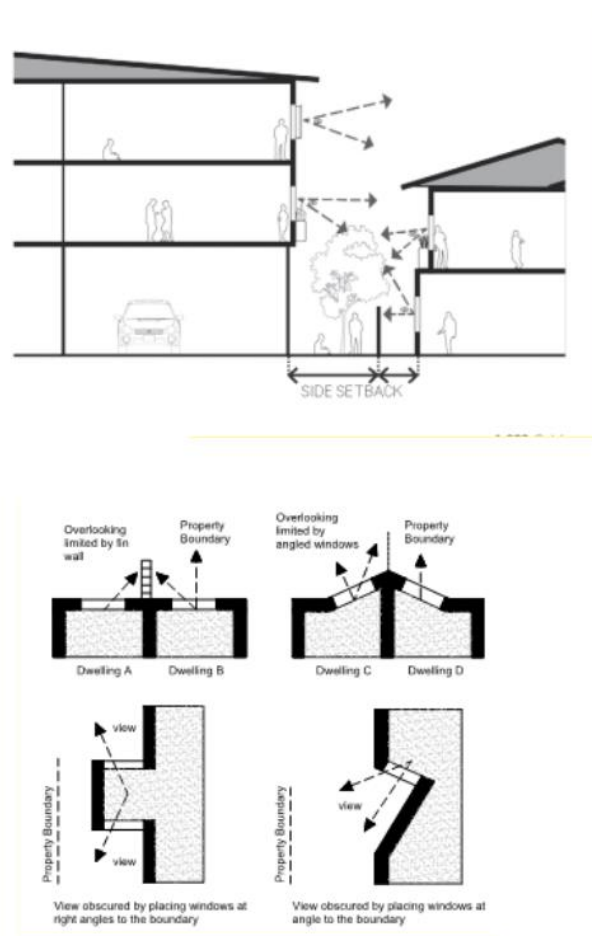 SIDE SETBACK
Overlooking
limited by fin
wall
Property
Boundary
Overlooking
limited by
angled windows
Property
Boundary
Dwelling A
Dwelling B
Dwelling C
Dwelling D
view
Property Boundary
view
Property Boundary
view
View obscured by placing windows at
right angles to the boundary
View obscured by placing windows at
angle to the boundary